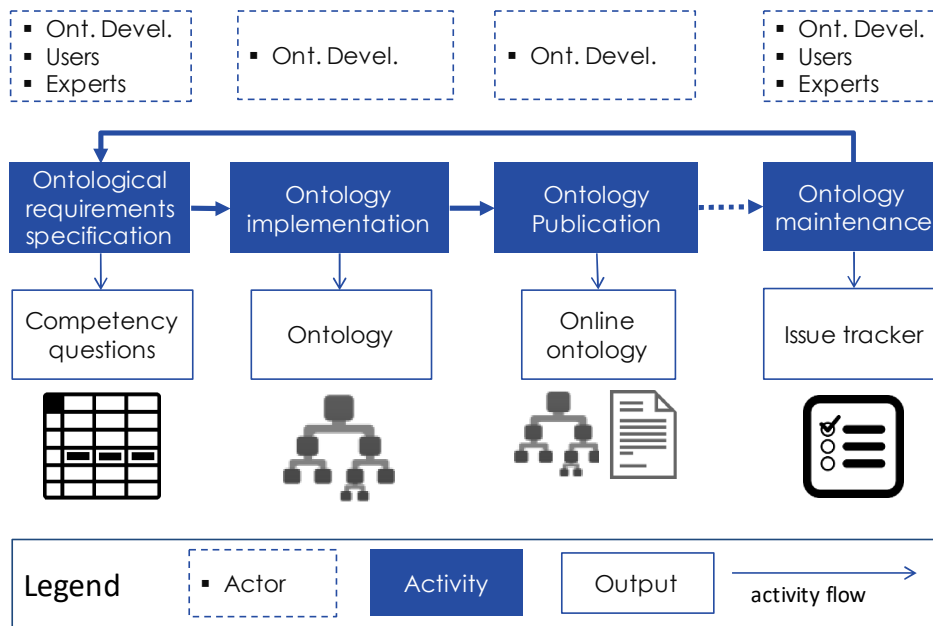 ▪ Ont. Devel.
▪ Users
▪ Experts
▪ Ont. Devel.
▪ Ont. Devel.
▪ Ont. Devel.
▪ Users
▪ Experts
Ontological
requirements
specification
Ontology
implementation
Ontology
Publication
Ontology
maintenance
Competency
questions
Ontology
Online
ontology
Issue tracker
Legend
▪ Actor
Activity
Output
activity flow